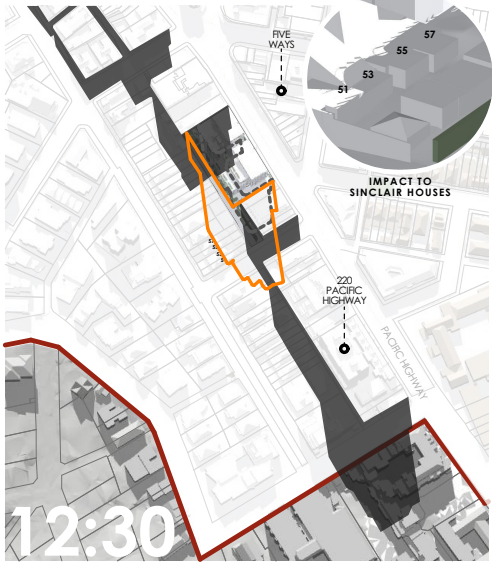 FIVE
WAYS
57
55
53
51
IMPACT TO
SINCLAIR HOUSES
220
PACIFIC
HIGHWAY
PACIFIC HIGHWAY
12:30